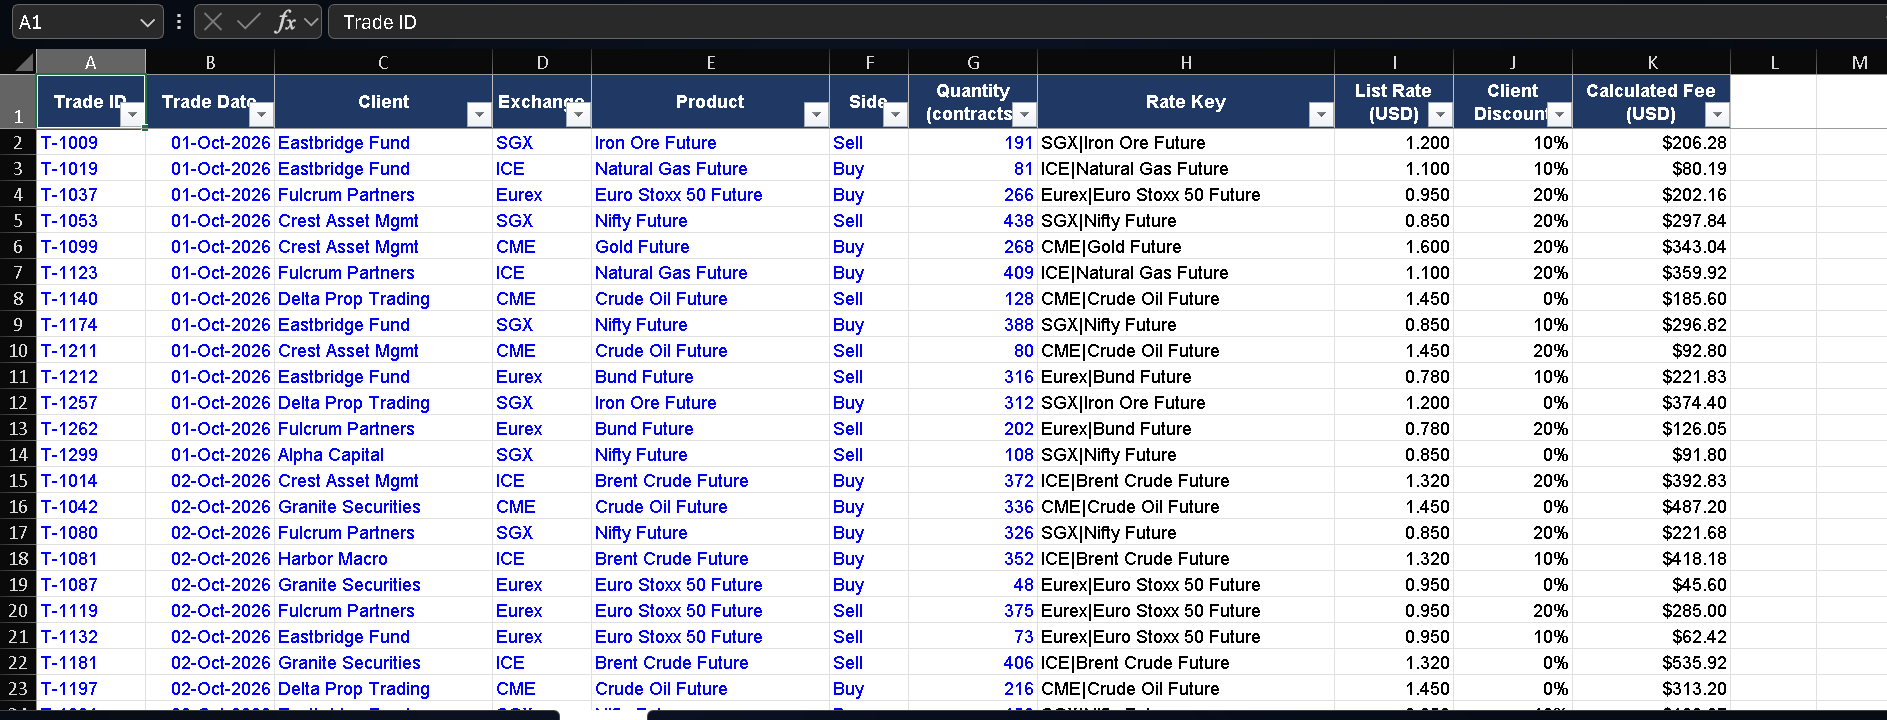 A1 fx Trade ID
A B C D E F G H I J K L M
1 Trade ID Trade Date Client Exchange Product Side Quantity (contracts Rate Key List Rate (USD) Client Discount Calculated Fee (USD)
2 T-1009 01-Oct-2026 Eastbridge Fund SGX Iron Ore Future Sell 191 SGX|Iron Ore Future 1.200 10% $206.28
3 T-1019 01-Oct-2026 Eastbridge Fund ICE Natural Gas Future Buy 81 ICE|Natural Gas Future 1.100 10% $80.19
4 T-1037 01-Oct-2026 Fulcrum Partners Eurex Euro Stoxx 50 Future Buy 266 Eurex|Euro Stoxx 50 Future 0.950 20% $202.16
5 T-1053 01-Oct-2026 Crest Asset Mgmt SGX Nifty Future Sell 438 SGX|Nifty Future 0.850 20% $297.84
6 T-1099 01-Oct-2026 Crest Asset Mgmt CME Gold Future Buy 268 CME|Gold Future 1.600 20% $343.04
7 T-1123 01-Oct-2026 Fulcrum Partners ICE Natural Gas Future Buy 409 ICE|Natural Gas Future 1.100 20% $359.92
8 T-1140 01-Oct-2026 Delta Prop Trading CME Crude Oil Future Sell 128 CME|Crude Oil Future 1.450 0% $185.60
9 T-1174 01-Oct-2026 Eastbridge Fund SGX Nifty Future Buy 388 SGX|Nifty Future 0.850 10% $296.82
10 T-1211 01-Oct-2026 Crest Asset Mgmt CME Crude Oil Future Sell 80 CME|Crude Oil Future 1.450 20% $92.80
11 T-1212 01-Oct-2026 Eastbridge Fund Eurex Bund Future Sell 316 Eurex|Bund Future 0.780 10% $221.83
12 T-1257 01-Oct-2026 Delta Prop Trading SGX Iron Ore Future Buy 312 SGX|Iron Ore Future 1.200 0% $374.40
13 T-1262 01-Oct-2026 Fulcrum Partners Eurex Bund Future Sell 202 Eurex|Bund Future 0.780 20% $126.05
14 T-1299 01-Oct-2026 Alpha Capital SGX Nifty Future Sell 108 SGX|Nifty Future 0.850 0% $91.80
15 T-1014 02-Oct-2026 Crest Asset Mgmt ICE Brent Crude Future Buy 372 ICE|Brent Crude Future 1.320 20% $392.83
16 T-1042 02-Oct-2026 Granite Securities CME Crude Oil Future Buy 336 CME|Crude Oil Future 1.450 0% $487.20
17 T-1080 02-Oct-2026 Fulcrum Partners SGX Nifty Future Buy 326 SGX|Nifty Future 0.850 20% $221.68
18 T-1081 02-Oct-2026 Harbor Macro ICE Brent Crude Future Buy 352 ICE|Brent Crude Future 1.320 10% $418.18
19 T-1087 02-Oct-2026 Granite Securities Eurex Euro Stoxx 50 Future Buy 48 Eurex|Euro Stoxx 50 Future 0.950 0% $45.60
20 T-1119 02-Oct-2026 Fulcrum Partners Eurex Euro Stoxx 50 Future Sell 375 Eurex|Euro Stoxx 50 Future 0.950 20% $285.00
21 T-1132 02-Oct-2026 Eastbridge Fund Eurex Euro Stoxx 50 Future Sell 73 Eurex|Euro Stoxx 50 Future 0.950 10% $62.42
22 T-1181 02-Oct-2026 Granite Securities ICE Brent Crude Future Sell 406 ICE|Brent Crude Future 1.320 0% $535.92
23 T-1197 02-Oct-2026 Delta Prop Trading CME Crude Oil Future Buy 216 CME|Crude Oil Future 1.450 0% $313.20